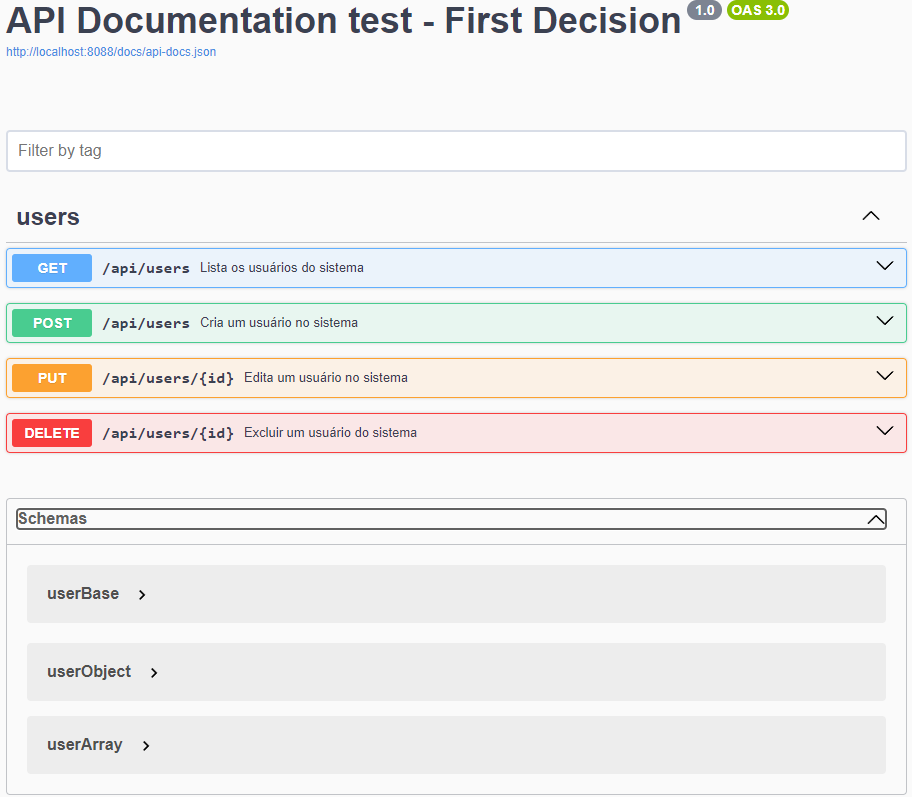 API Documentation test - First Decision 1.0 OAS 3.0
http://localhost:8088/docs/api-docs.json
Filter by tag
users
GET /api/users Lista os usuários do sistema
POST /api/users Cria um usuário no sistema
PUT /api/users/{id} Edita um usuário no sistema
DELETE /api/users/{id} Excluir um usuário do sistema
Schemas
userBase
userObject
userArray